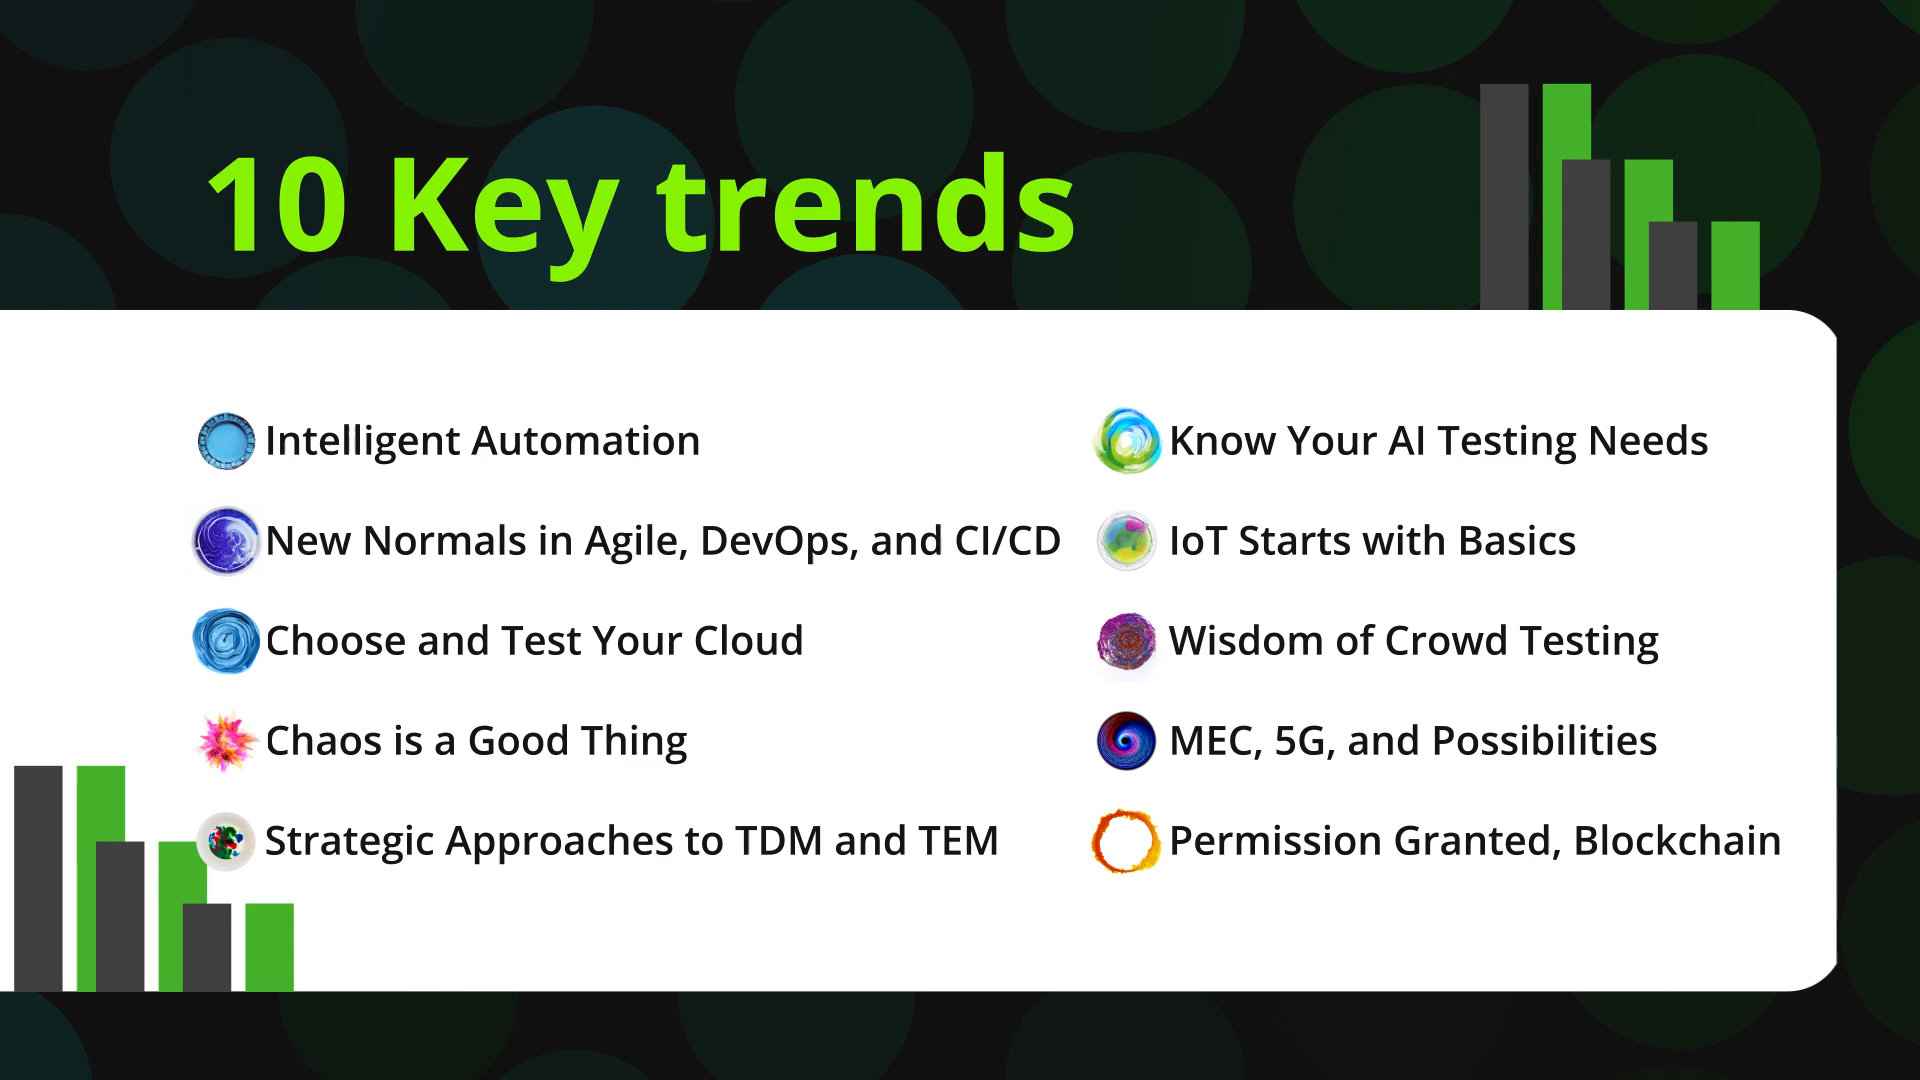 10 Key trends
Intelligent Automation
New Normals in Agile, DevOps, and CI/CD
Choose and Test Your Cloud
Chaos is a Good Thing
Strategic Approaches to TDM and TEM
Know Your AI Testing Needs
IoT Starts with Basics
Wisdom of Crowd Testing
MEC, 5G, and Possibilities
Permission Granted, Blockchain